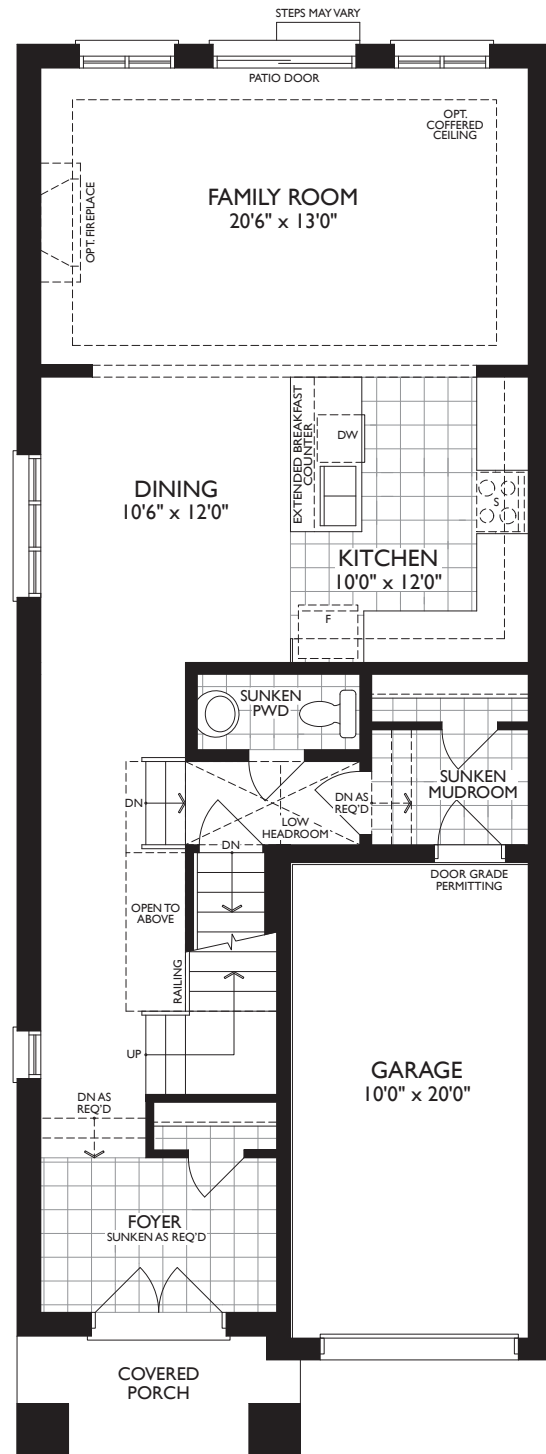 STEPS MAY VARY
PATIO DOOR
OPT.
COFFERED
CEILING
OPT. FIREPLACE
FAMILY ROOM
20'6" x 13'0"
EXTENDED BREAKFAST
COUNTER
DW
DINING
10'6" x 12'0"
S
KITCHEN
10'0" x 12'0"
F
SUNKEN
PWD
SUNKEN
MUDROOM
DN
DN AS
REQ'D
LOW
HEADROOM
DN
DOOR GRADE
PERMITTING
OPEN TO
ABOVE
RAILING
UP
GARAGE
10'0" x 20'0"
DN AS
REQ'D
FOYER
SUNKEN AS REQ'D
COVERED
PORCH